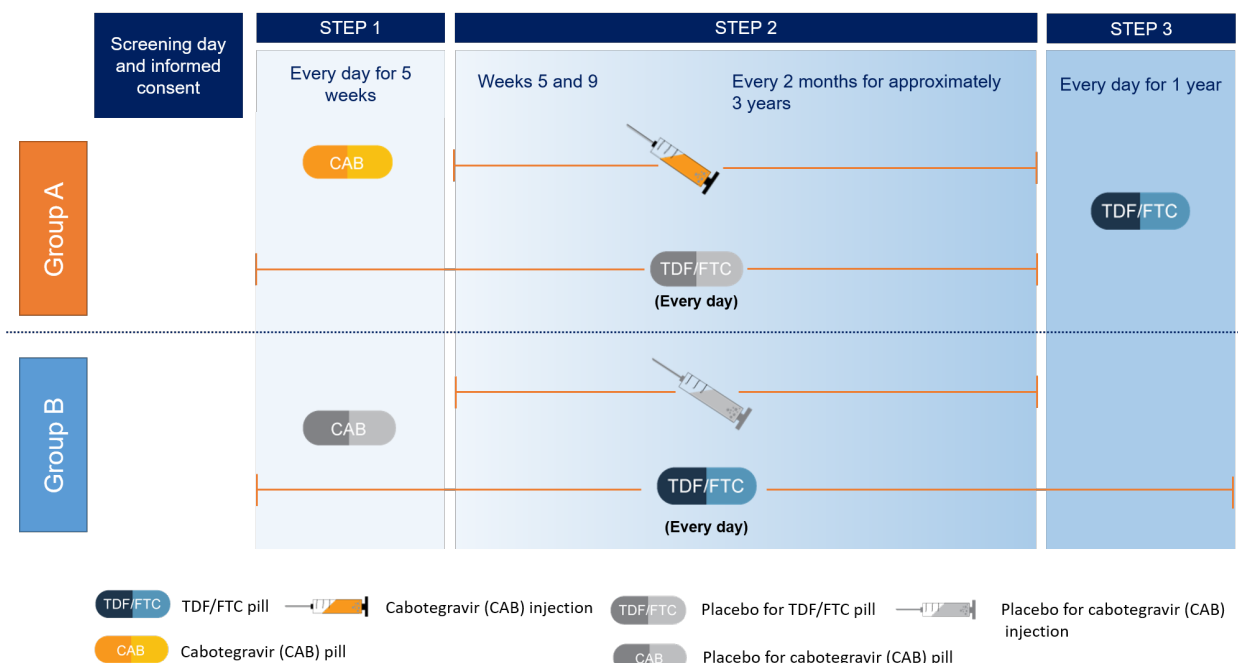 Screening day
and informed
consent
STEP 1
STEP 2
STEP 3
Every day for 5
weeks
Weeks 5 and 9
Every 2 months for approximately
3 years
Every day for 1 year
Group A
CAB
TDF/FTC
TDF/FTC
(Every day)
Group B
CAB
TDF/FTC
(Every day)
TDF/FTC
TDF/FTC pill
Cabotegravir (CAB) injection
TDF/FTC
Placebo for TDF/FTC pill
Placebo for cabotegravir (CAB)
injection
CAB
Cabotegravir (CAB) pill
CAB
Placebo for cabotegravir (CAB) pill